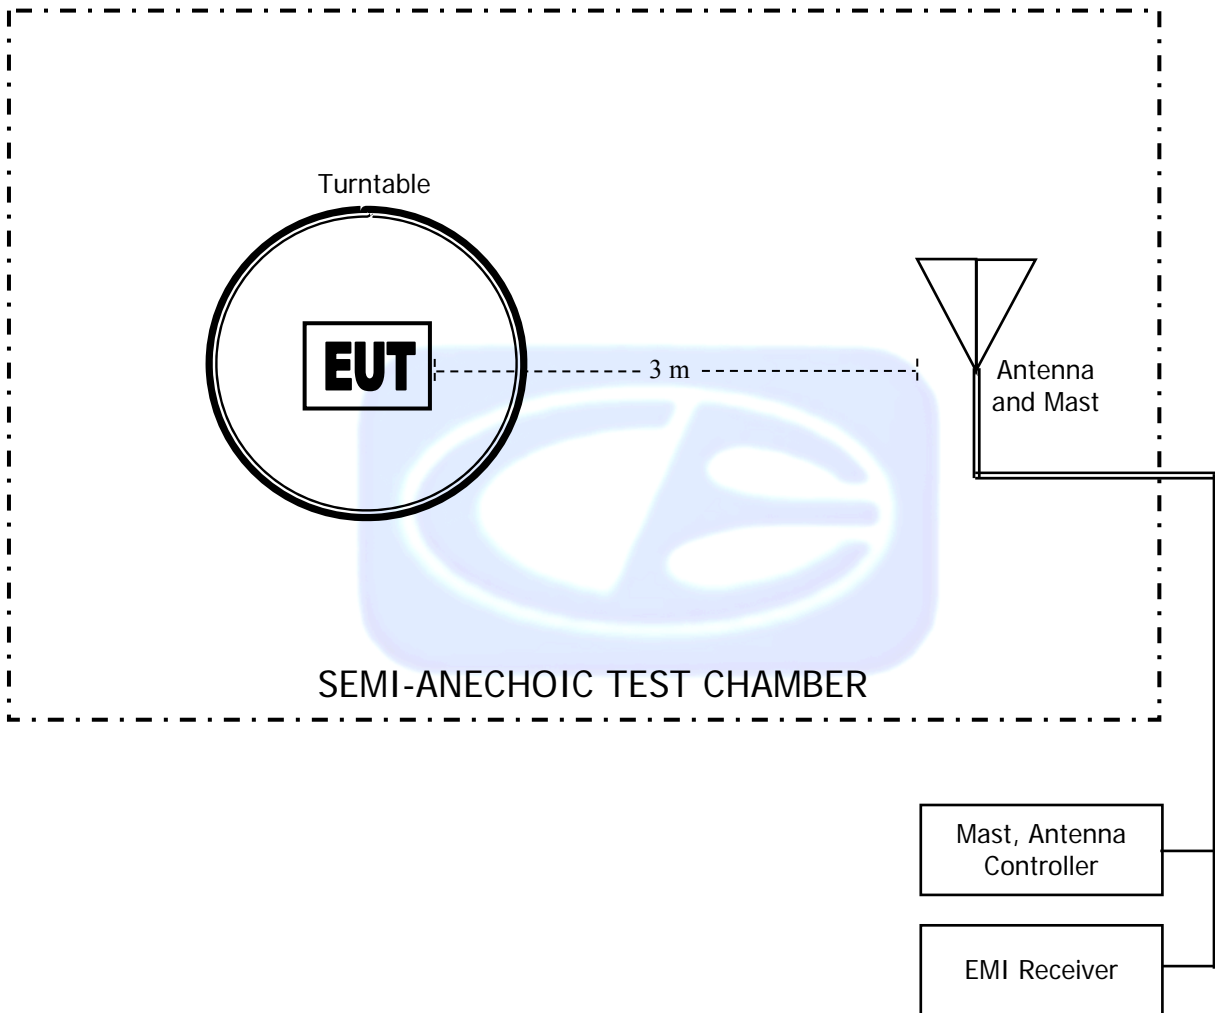 Turntable
EUT
3 m
Antenna
and Mast
SEMI-ANECHOIC TEST CHAMBER
Mast, Antenna
Controller
EMI Receiver